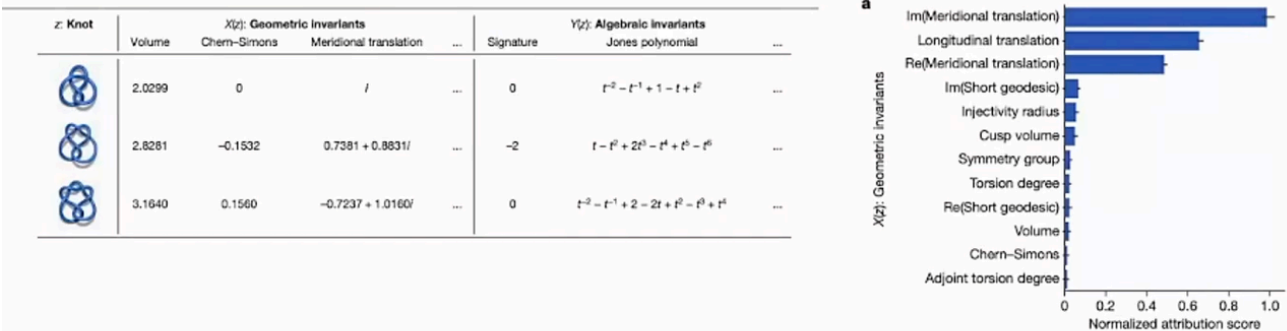 z: Knot X(z): Geometric invariants Y(z): Algebraic invariants
Volume Chern–Simons Meridional translation ... Signature Jones polynomial ...
2.0299 0 i ... 0 t⁻² – t⁻¹ + 1 – t + t² ...
2.8281 –0.1532 0.7381 + 0.8831i ... –2 t – t² + 2t³ – t⁴ + t⁵ – t⁶ ...
3.1640 0.1560 –0.7237 + 1.0160i ... 0 t⁻² – t⁻¹ + 2 – 2t + t² – t³ + t⁴ ...
a
X(z): Geometric invariants
Im(Meridional translation)
Longitudinal translation
Re(Meridional translation)
Im(Short geodesic)
Injectivity radius
Cusp volume
Symmetry group
Torsion degree
Re(Short geodesic)
Volume
Chern–Simons
Adjoint torsion degree
0 0.2 0.4 0.6 0.8 1.0
Normalized attribution score